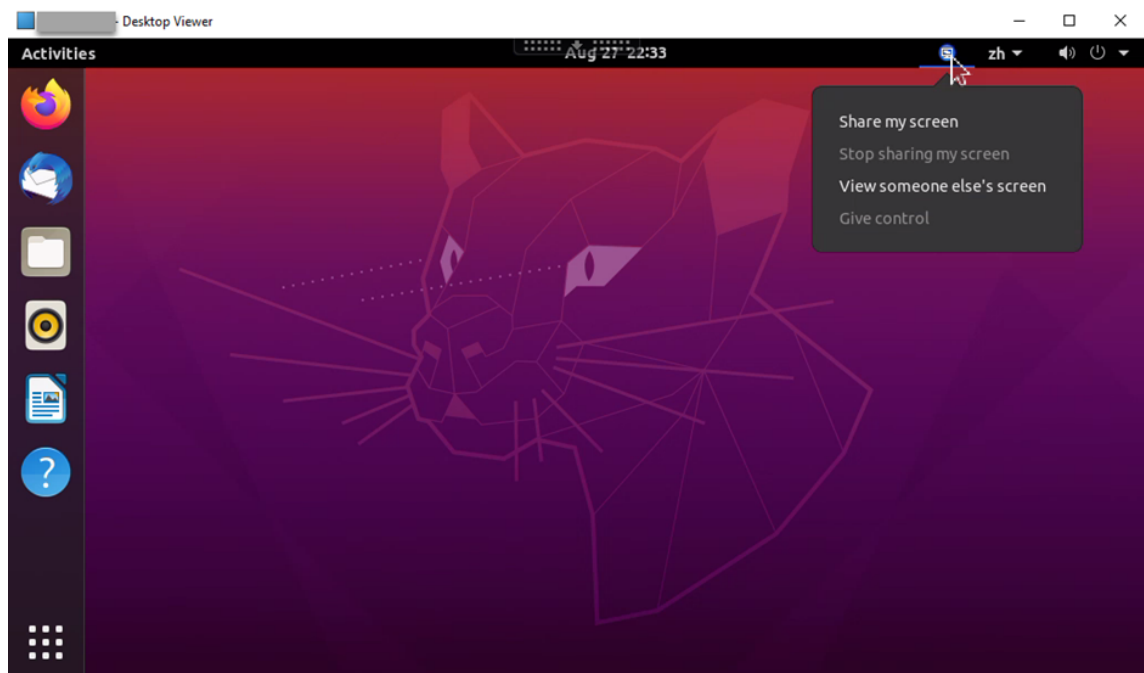 - Desktop Viewer
Activities
Aug 27 22:33
zh
Share my screen
Stop sharing my screen
View someone else's screen
Give control
?